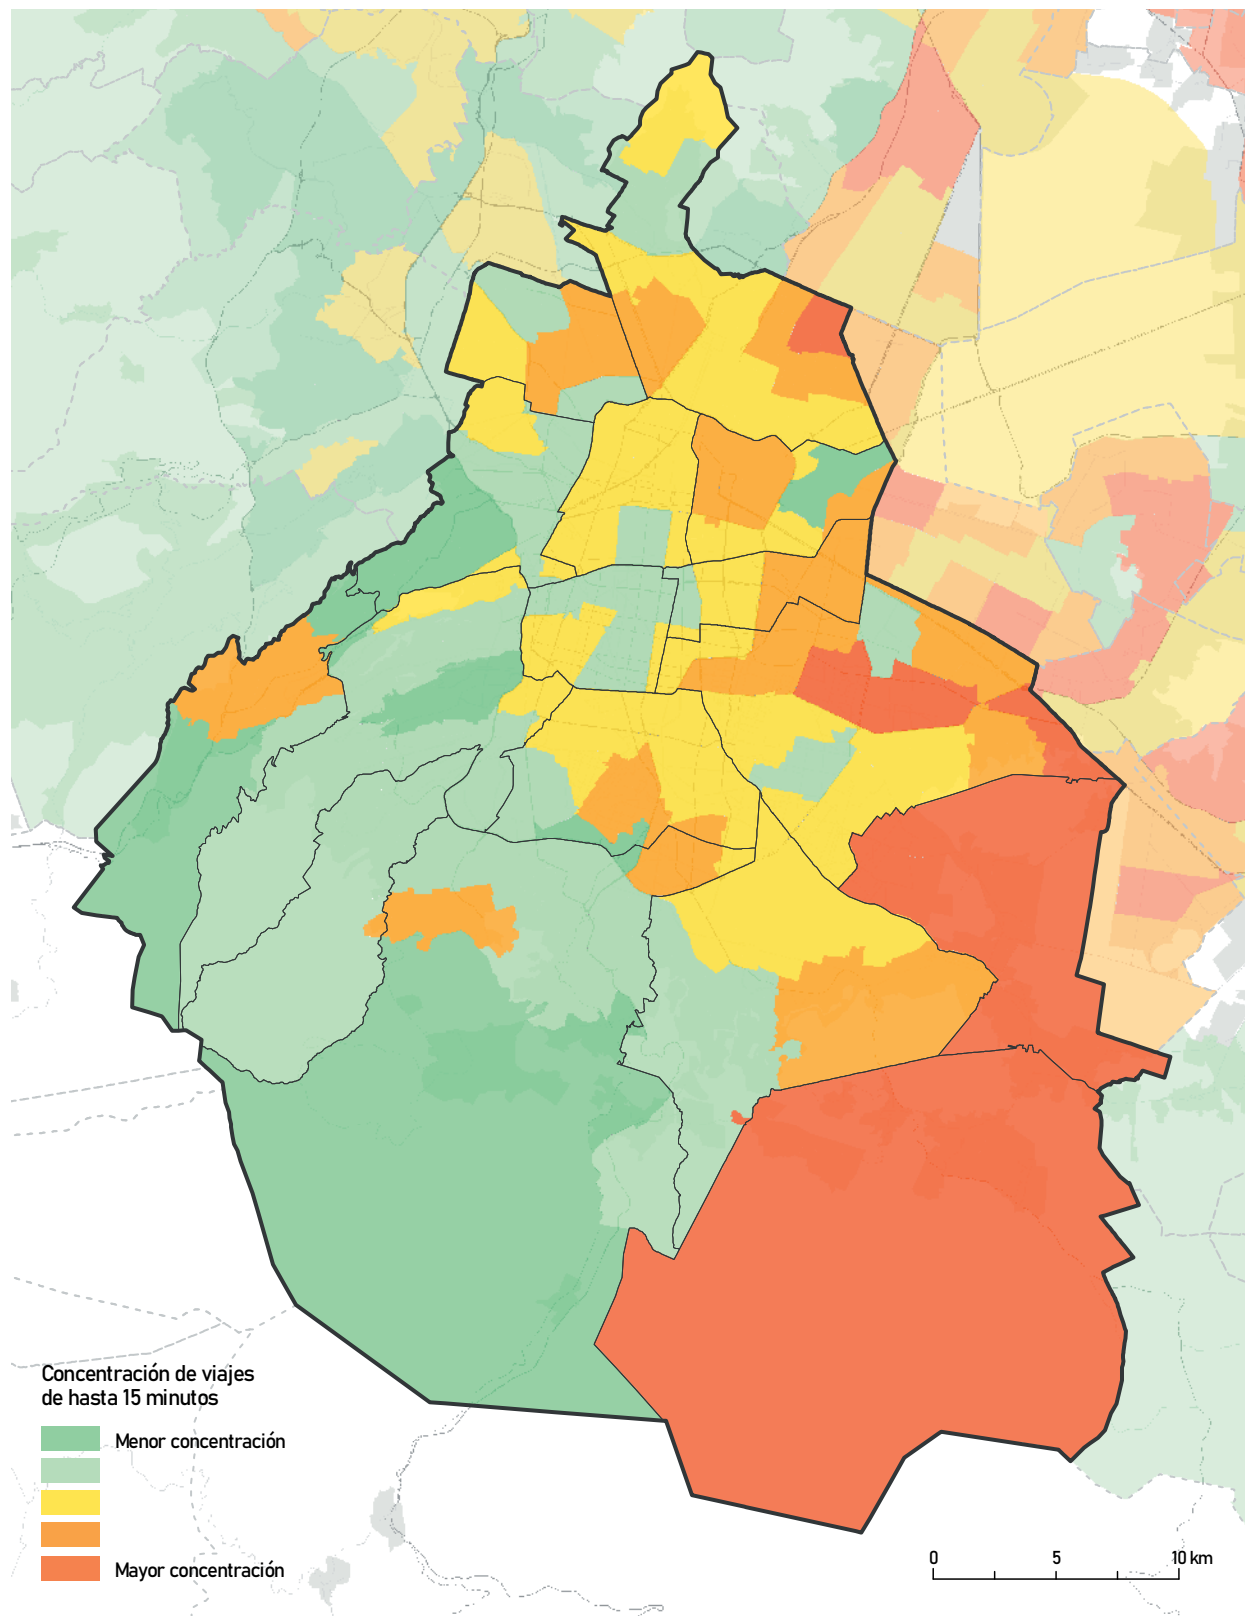 Concentración de viajes
de hasta 15 minutos
Menor concentración
Mayor concentración
0 5 10 km